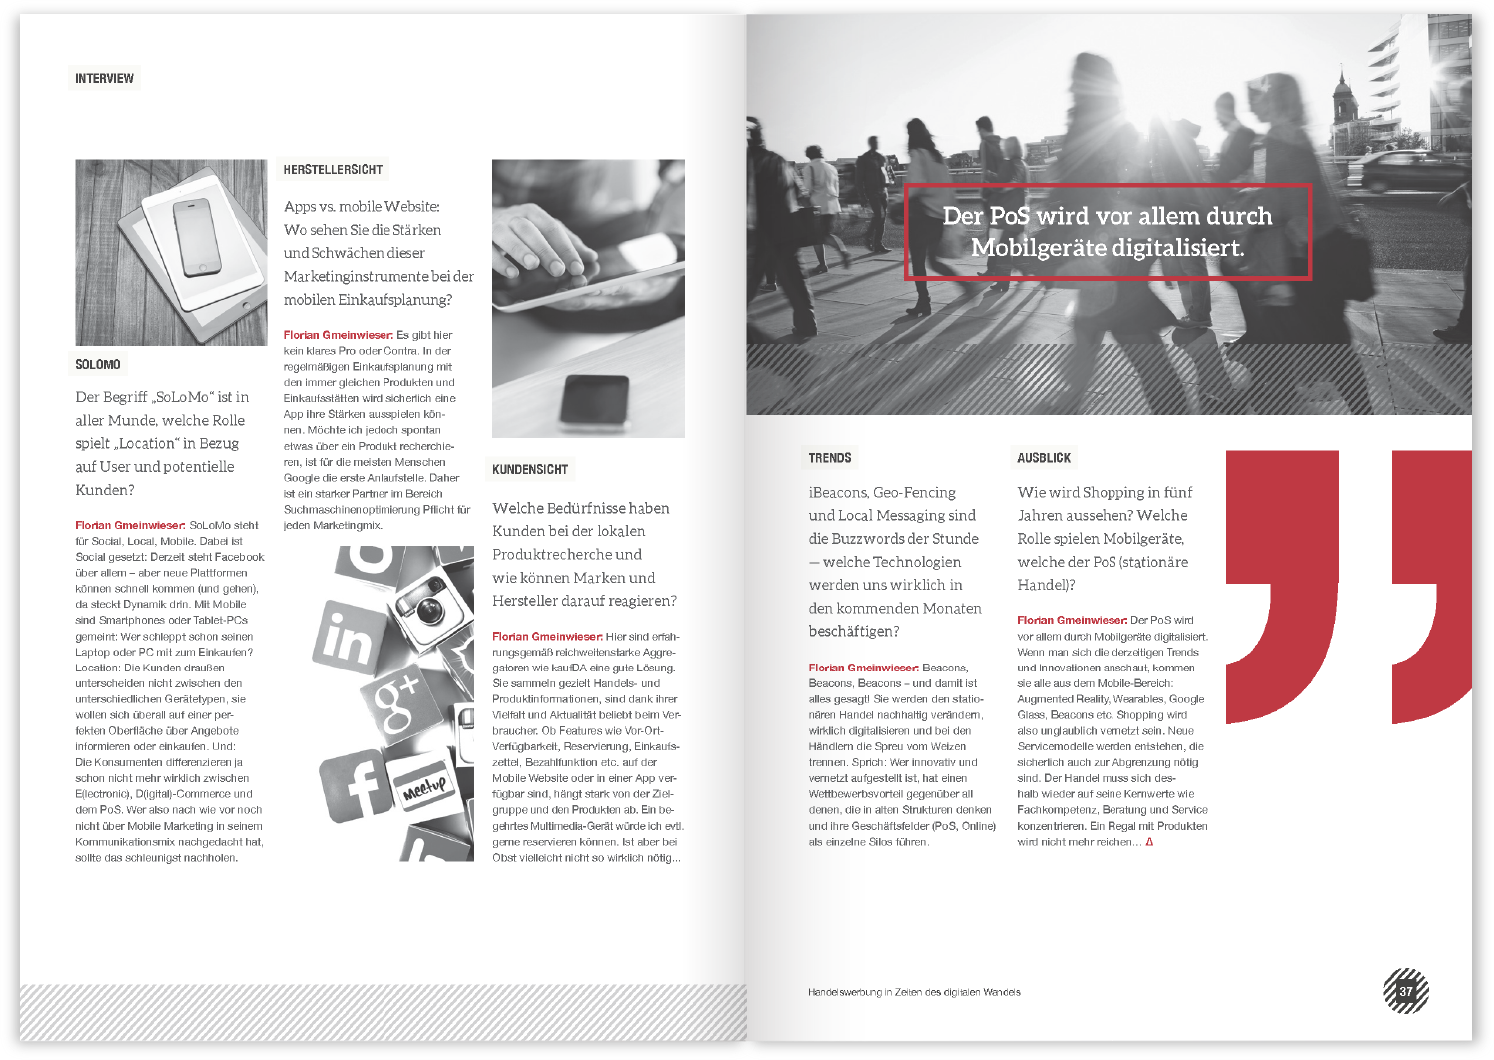 INTERVIEW
SOLOMO
Der Begriff „SoLoMo“ ist in
aller Munde, welche Rolle
spielt „Location“ in Bezug
auf User und potentielle
Kunden?
Florian Gmeinwieser: SoLoMo steht
für Social, Local, Mobile. Dabei ist
Social gesetzt: Derzeit steht Facebook
über allem – aber neue Plattformen
können schnell kommen (und gehen),
da steckt Dynamik drin. Mit Mobile
sind Smartphones oder Tablet-PCs
gemeint: Wer schleppt schon seinen
Laptop oder PC mit zum Einkaufen?
Location: Die Kunden draußen
unterscheiden nicht zwischen den
unterschiedlichen Gerätetypen, sie
wollen sich überall auf einer per-
fekten Oberfläche über Angebote
informieren oder einkaufen. Und:
Die Konsumenten differenzieren ja
schon nicht mehr wirklich zwischen
E(lectronic), D(igital)-Commerce und
dem PoS. Wer also nach wie vor noch
nicht über Mobile Marketing in seinem
Kommunikationsmix nachgedacht hat,
sollte das schleunigst nachholen.
HERSTELLERSICHT
Apps vs. mobile Website:
Wo sehen Sie die Stärken
und Schwächen dieser
Marketinginstrumente bei der
mobilen Einkaufsplanung?
Florian Gmeinwieser: Es gibt hier
kein klares Pro oder Contra. In der
regelmäßigen Einkaufsplanung mit
den immer gleichen Produkten und
Einkaufsstätten wird sicherlich eine
App ihre Stärken ausspielen kön-
nen. Möchte ich jedoch spontan
etwas über ein Produkt recherchie-
ren, ist für die meisten Menschen
Google die erste Anlaufstelle. Daher
ist ein starker Partner im Bereich
Suchmaschinenoptimierung Pflicht für
jeden Marketingmix.
in
g+
f
Meetup
KUNDENSICHT
Welche Bedürfnisse haben
Kunden bei der lokalen
Produktrecherche und
wie können Marken und
Hersteller darauf reagieren?
Florian Gmeinwieser: Hier sind erfah-
rungsgemäß reichweitenstarke Aggre-
gatoren wie kaufDA eine gute Lösung.
Sie sammeln gezielt Handels- und
Produktinformationen, sind dank ihrer
Vielfalt und Aktualität beliebt beim Ver-
braucher. Ob Features wie Vor-Ort-
Verfügbarkeit, Reservierung, Einkaufs-
zettel, Bezahlfunktion etc. auf der
Mobile Website oder in einer App ver-
fügbar sind, hängt stark von der Ziel-
gruppe und den Produkten ab. Ein be-
gehrtes Multimedia-Gerät würde ich evtl.
gerne reservieren können. Ist aber bei
Obst vielleicht nicht so wirklich nötig...
Der PoS wird vor allem durch
Mobilgeräte digitalisiert.
TRENDS
iBeacons, Geo-Fencing
und Local Messaging sind
die Buzzwords der Stunde
— welche Technologien
werden uns wirklich in
den kommenden Monaten
beschäftigen?
Florian Gmeinwieser: Beacons,
Beacons, Beacons – und damit ist
alles gesagt! Sie werden den statio-
nären Handel nachhaltig verändern,
wirklich digitalisieren und bei den
Händlern die Spreu vom Weizen
trennen. Sprich: Wer innovativ und
vernetzt aufgestellt ist, hat einen
Wettbewerbsvorteil gegenüber all
denen, die in alten Strukturen denken
und ihre Geschäftsfelder (PoS, Online)
als einzelne Silos führen.
AUSBLICK
Wie wird Shopping in fünf
Jahren aussehen? Welche
Rolle spielen Mobilgeräte,
welche der PoS (stationäre
Handel)?
Florian Gmeinwieser: Der PoS wird
vor allem durch Mobilgeräte digitalisiert.
Wenn man sich die derzeitigen Trends
und Innovationen anschaut, kommen
sie alle aus dem Mobile-Bereich:
Augmented Reality, Wearables, Google
Glass, Beacons etc. Shopping wird
also unglaublich vernetzt sein. Neue
Servicemodelle werden entstehen, die
sicherlich auch zur Abgrenzung nötig
sind. Der Handel muss sich des-
halb wieder auf seine Kernwerte wie
Fachkompetenz, Beratung und Service
konzentrieren. Ein Regal mit Produkten
wird nicht mehr reichen... Δ
Handelswerbung in Zeiten des digitalen Wandels
37